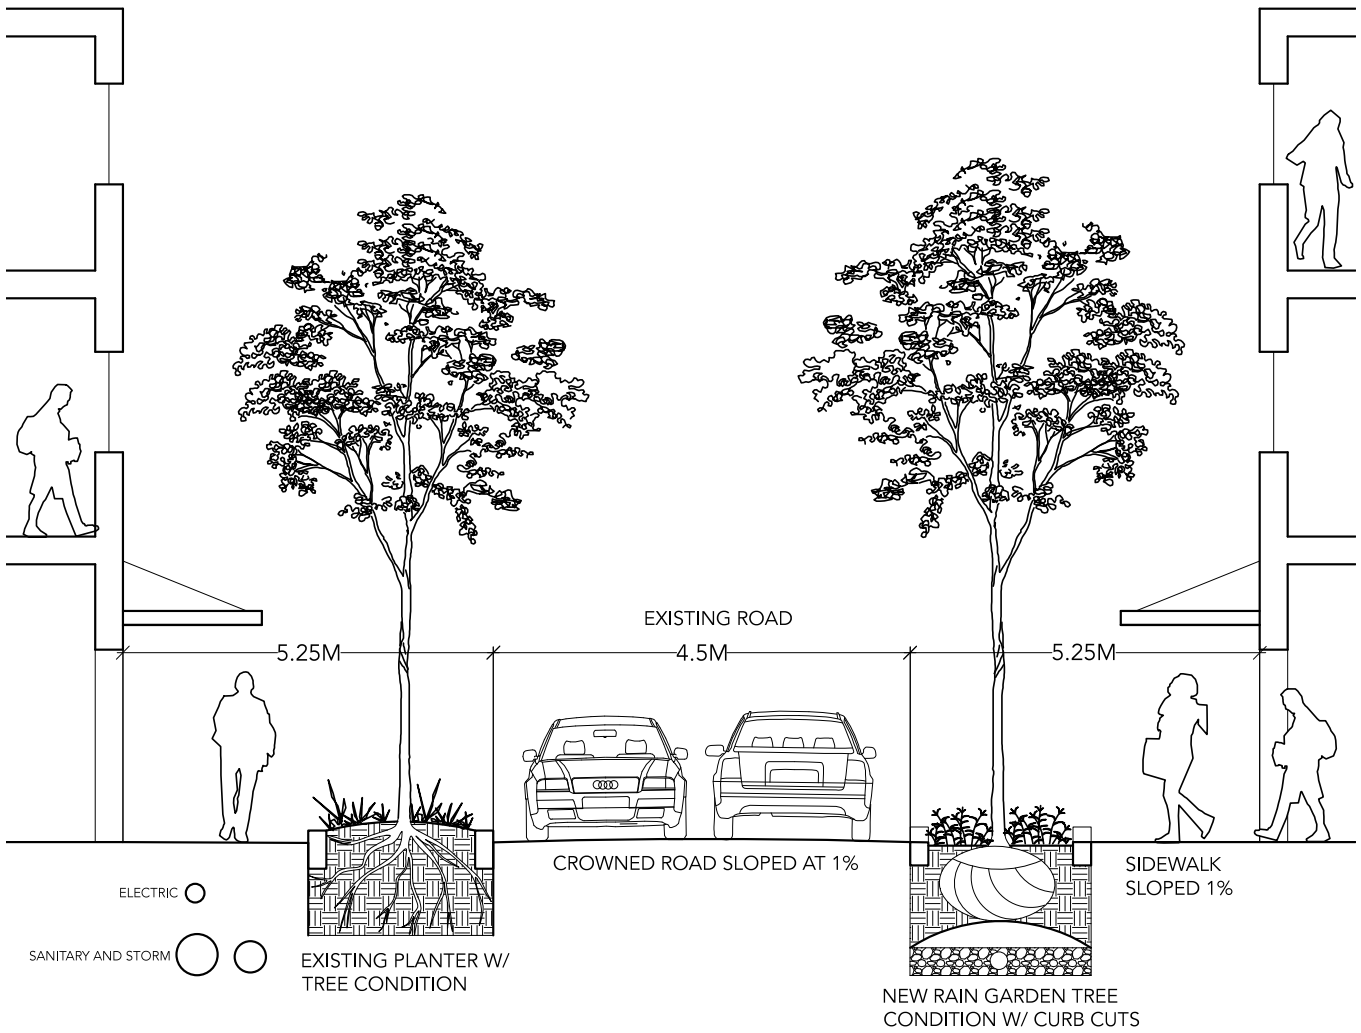 EXISTING ROAD
5.25M
4.5M
5.25M
CROWNED ROAD SLOPED AT 1%
SIDEWALK
SLOPED 1%
ELECTRIC
SANITARY AND STORM
EXISTING PLANTER W/
TREE CONDITION
NEW RAIN GARDEN TREE
CONDITION W/ CURB CUTS